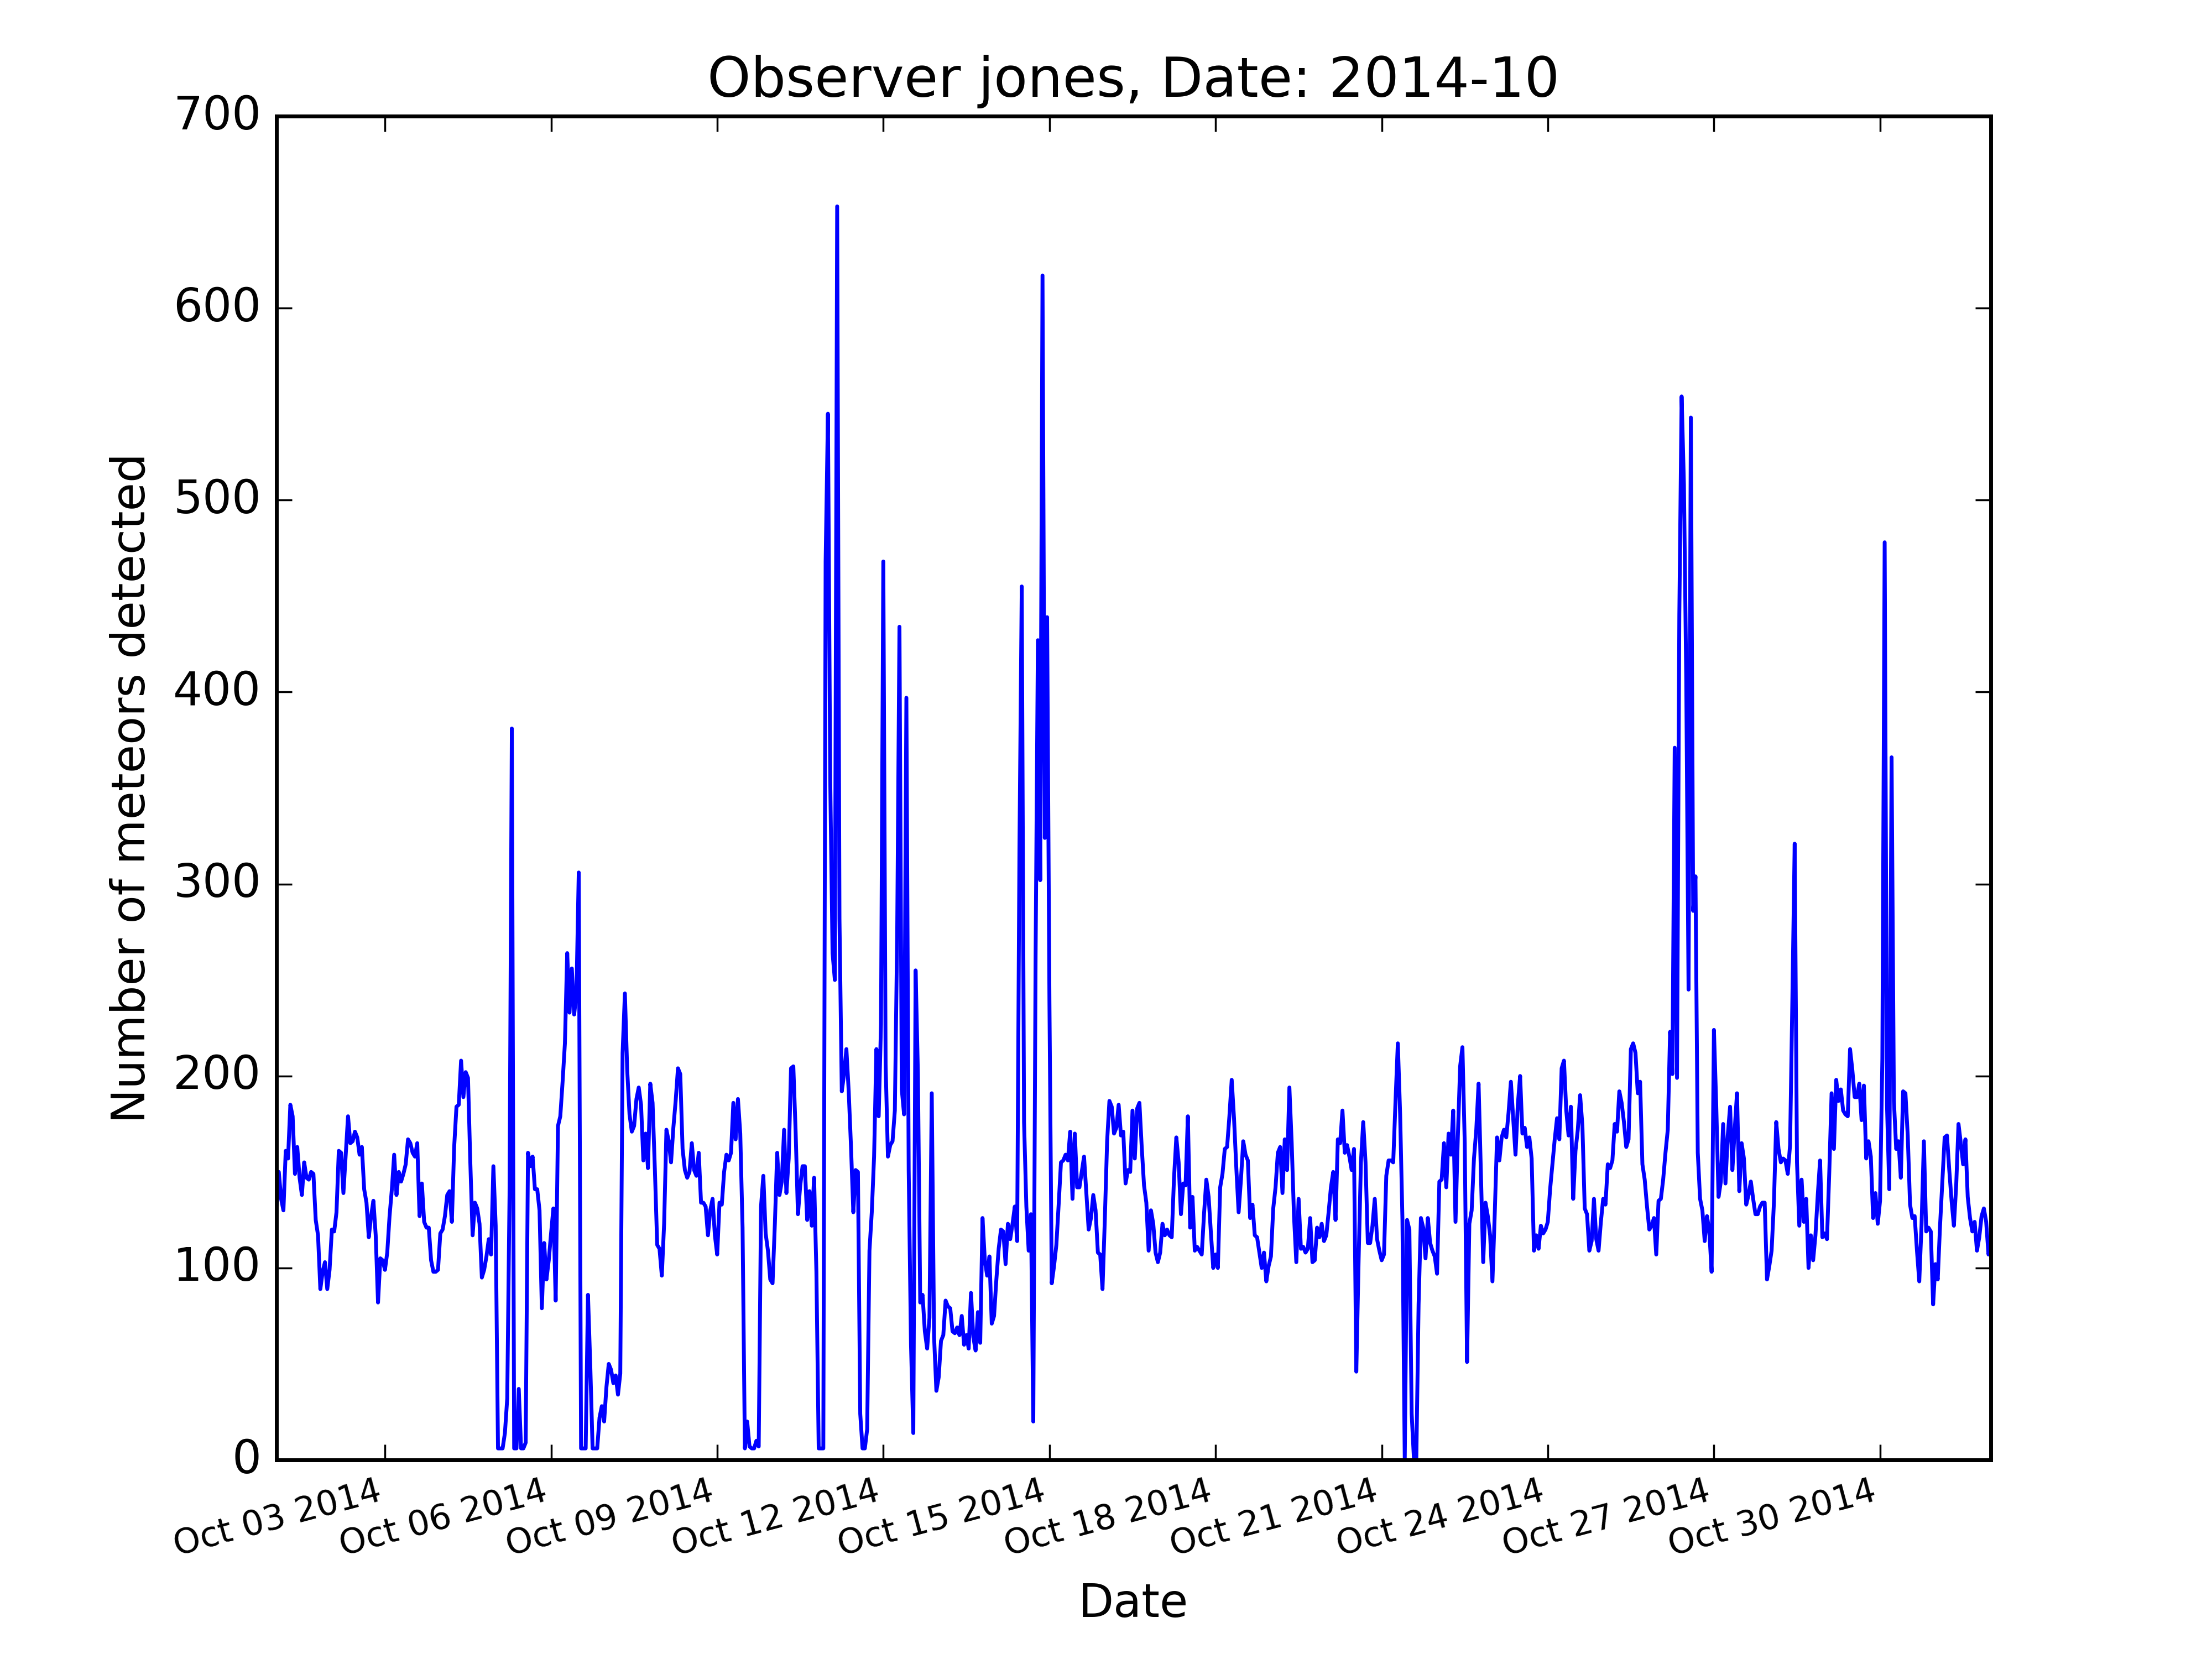 Observer jones, Date: 2014-10
Number of meteors detected
700
600
500
400
300
200
100
0
Oct 03 2014
Oct 06 2014
Oct 09 2014
Oct 12 2014
Oct 15 2014
Oct 18 2014
Oct 21 2014
Oct 24 2014
Oct 27 2014
Oct 30 2014
Date